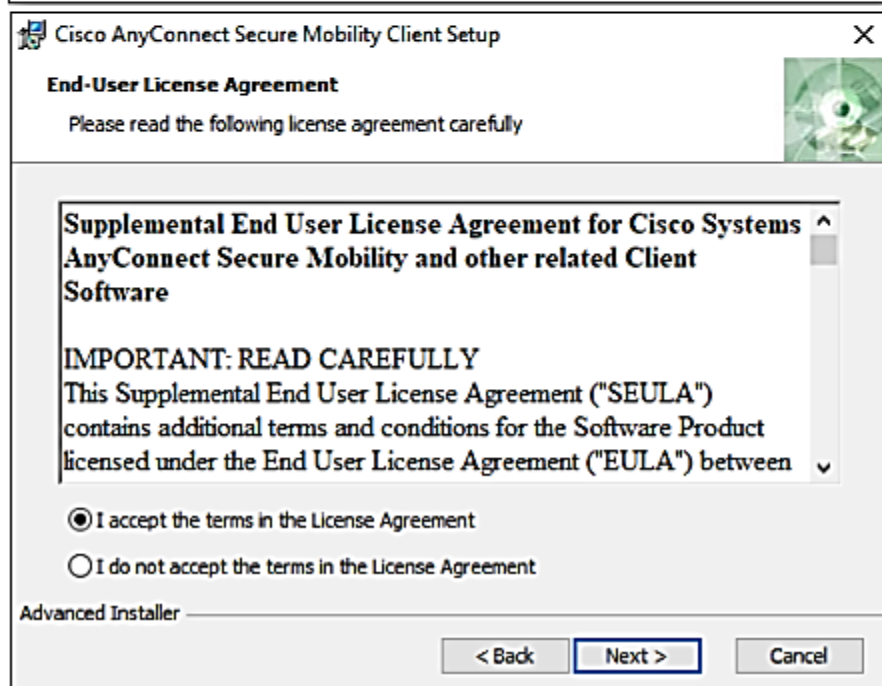 Cisco AnyConnect Secure Mobility Client Setup
End-User License Agreement
Please read the following license agreement carefully
Supplemental End User License Agreement for Cisco Systems
AnyConnect Secure Mobility and other related Client
Software
IMPORTANT: READ CAREFULLY
This Supplemental End User License Agreement ("SEULA")
contains additional terms and conditions for the Software Product
licensed under the End User License Agreement ("EULA") between
I accept the terms in the License Agreement
I do not accept the terms in the License Agreement
Advanced Installer
< Back Next > Cancel